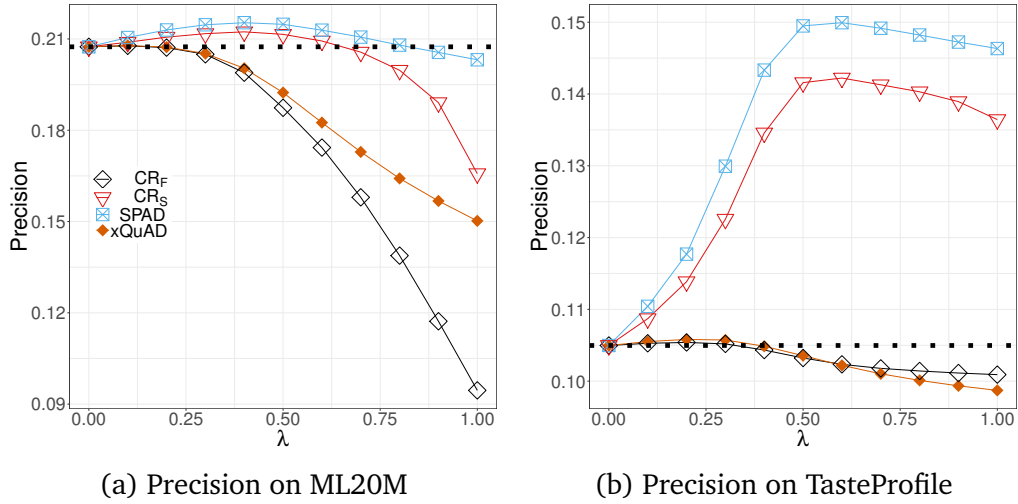 Precision
0.21
0.18
0.15
0.12
0.09
CR_F
CR_S
SPAD
xQuAD
0.00 0.25 0.50 0.75 1.00
λ
(a) Precision on ML20M
Precision
0.15
0.14
0.13
0.12
0.11
0.10
0.00 0.25 0.50 0.75 1.00
λ
(b) Precision on TasteProfile